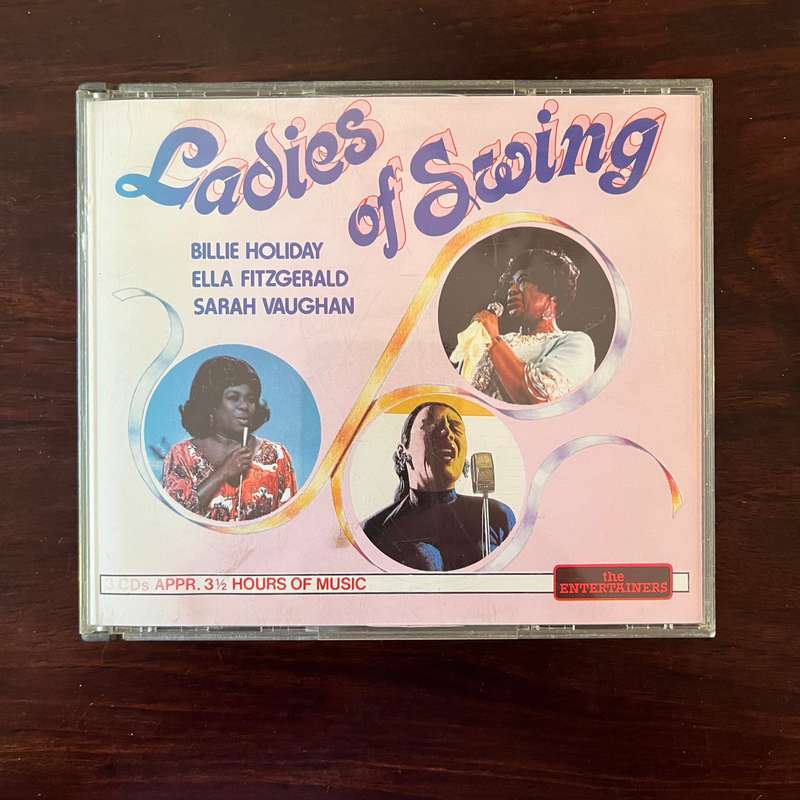 Ladies of Swing
BILLIE HOLIDAY
ELLA FITZGERALD
SARAH VAUGHAN
3 CDs APPR. 3½ HOURS OF MUSIC
the
ENTERTAINERS